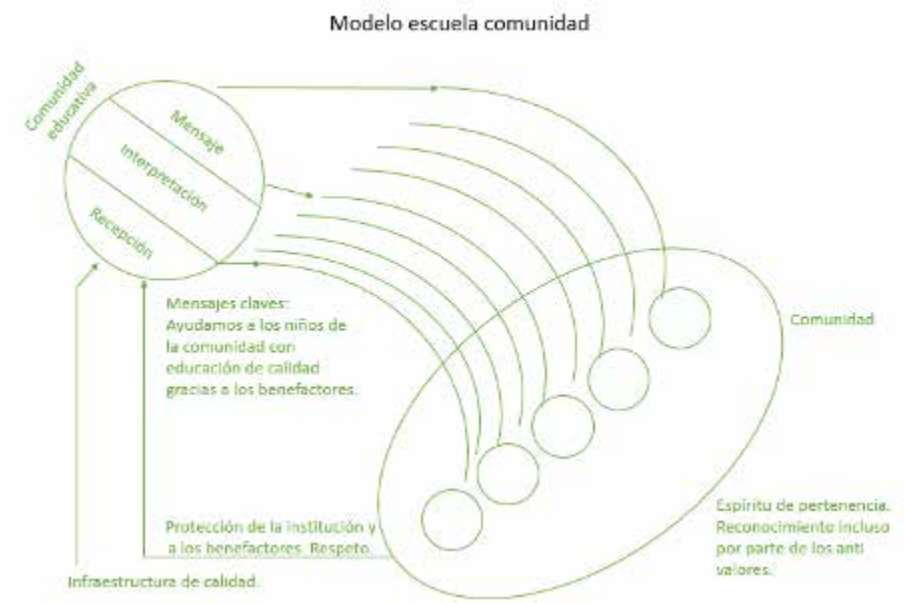 Modelo escuela comunidad
Comunidad
educativa
Mensaje
Interpretación
Recepción
Mensajes claves:
Ayudamos a los niños de
la comunidad con
educación de calidad
gracias a los benefactores.
Comunidad
Protección de la institución y
a los benefactores. Respeto.
Espíritu de pertenencia.
Reconocimiento incluso
por parte de los anti
valores.
Infraestructura de calidad.